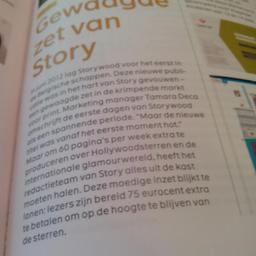 Gewaagde
zet van
Story
In juni 2012 lag Storywood voor het eerst in
de Belgische schappen. Deze nieuwe publi-
catie was in het hart van Story gevouwen –
een gewaagde zet in de krimpende markt
van print. Marketing manager Tamara Deca
omschrijft de eerste dagen van Storywood
als een spannende periode. "Maar de nieuwe
titel was vanaf het eerste moment hot."
Maar om 60 pagina's per week extra te
produceren over Hollywoodsterren en de
internationale glamourwereld, heeft het
redactieteam van Story alles uit de kast
moeten halen. Deze moedige inzet blijkt te
lonen: lezers zijn bereid 75 eurocent extra
te betalen om op de hoogte te blijven van
de sterren.